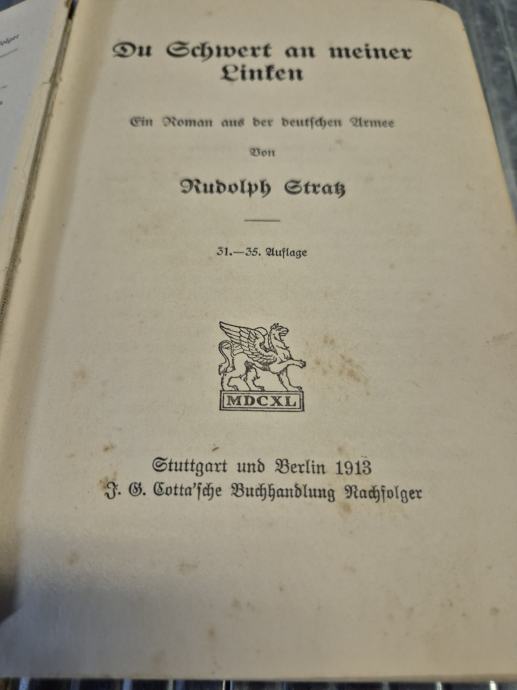 Du Schwert an meiner
Linken
Ein Roman aus der deutschen Armee
Von
Rudolph Stratz
31.—35. Auflage
MDCXL
Stuttgart und Berlin 1913
J. G. Cotta'sche Buchhandlung Nachfolger